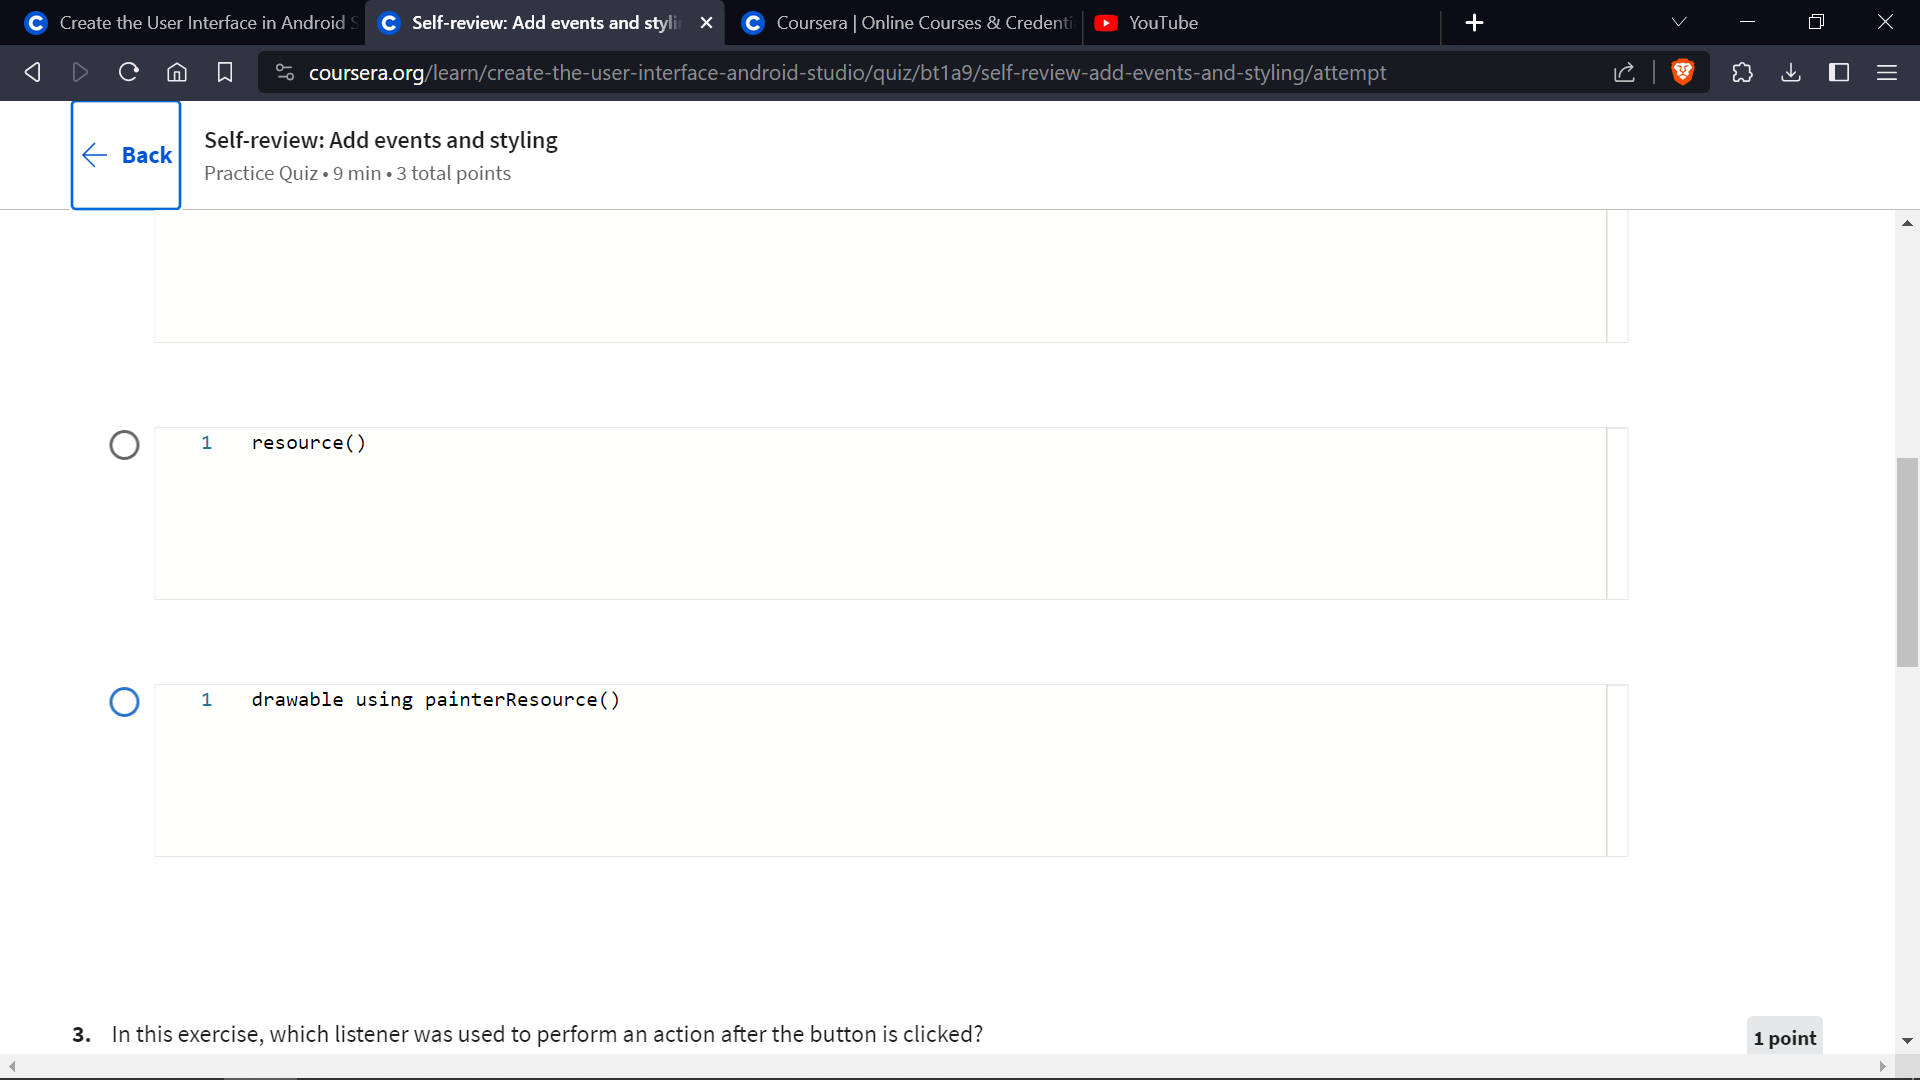 Create the User Interface in Android S
Self-review: Add events and styli
Coursera | Online Courses & Credenti
YouTube
coursera.org/learn/create-the-user-interface-android-studio/quiz/bt1a9/self-review-add-events-and-styling/attempt
Back
Self-review: Add events and styling
Practice Quiz • 9 min • 3 total points
1 resource()
1 drawable using painterResource()
3. In this exercise, which listener was used to perform an action after the button is clicked?
1 point